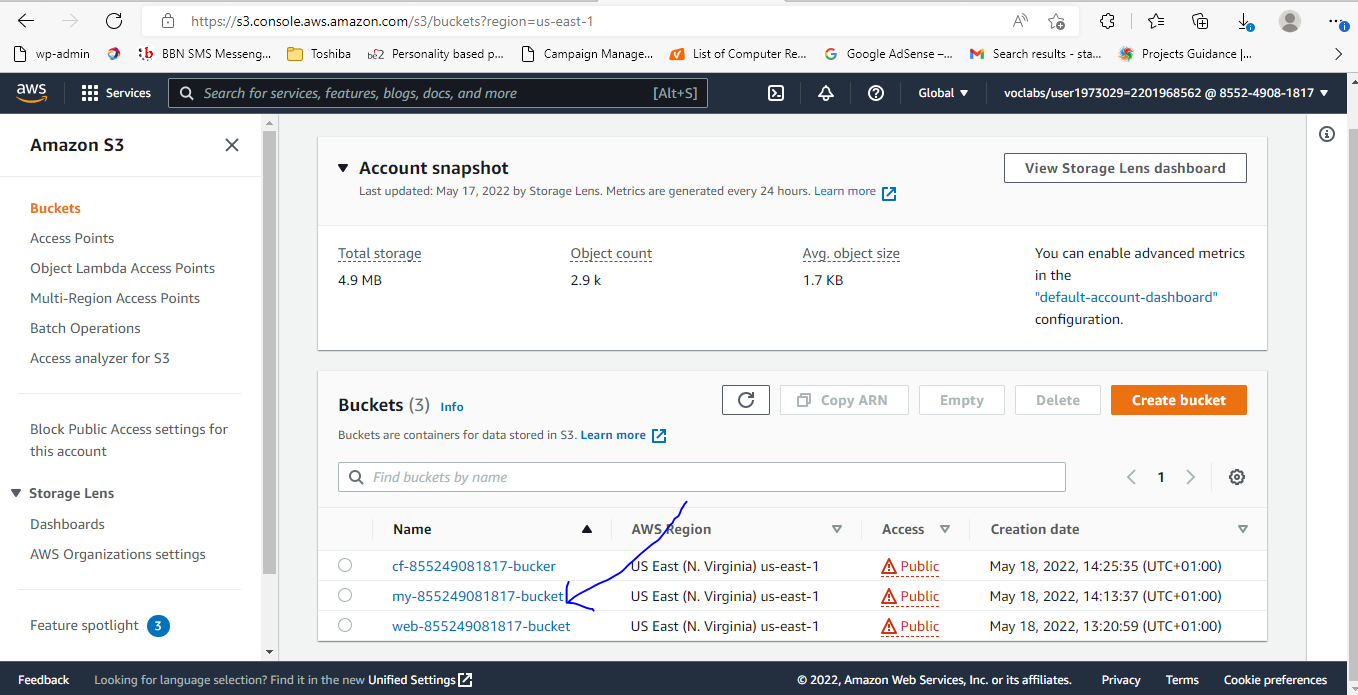 https://s3.console.aws.amazon.com/s3/buckets?region=us-east-1
wp-admin
BBN SMS Messeng...
Toshiba
Personality based p...
Campaign Manage...
List of Computer Re...
Google AdSense –...
Search results - sta...
Projects Guidance |...
aws
Services
Search for services, features, blogs, docs, and more [Alt+S]
Global
voclabs/user1973029=2201968562 @ 8552-4908-1817
Amazon S3
Buckets
Access Points
Object Lambda Access Points
Multi-Region Access Points
Batch Operations
Access analyzer for S3
Block Public Access settings for
this account
Storage Lens
Dashboards
AWS Organizations settings
Feature spotlight 3
Account snapshot
View Storage Lens dashboard
Last updated: May 17, 2022 by Storage Lens. Metrics are generated every 24 hours. Learn more
Total storage
4.9 MB
Object count
2.9 k
Avg. object size
1.7 KB
You can enable advanced metrics
in the
"default-account-dashboard"
configuration.
Buckets (3) Info
Copy ARN
Empty
Delete
Create bucket
Buckets are containers for data stored in S3. Learn more
Find buckets by name
1
Name AWS Region Access Creation date
cf-855249081817-bucker US East (N. Virginia) us-east-1 Public May 18, 2022, 14:25:35 (UTC+01:00)
my-855249081817-bucket US East (N. Virginia) us-east-1 Public May 18, 2022, 14:13:37 (UTC+01:00)
web-855249081817-bucket US East (N. Virginia) us-east-1 Public May 18, 2022, 13:20:59 (UTC+01:00)
Feedback
Looking for language selection? Find it in the new Unified Settings
© 2022, Amazon Web Services, Inc. or its affiliates.
Privacy
Terms
Cookie preferences